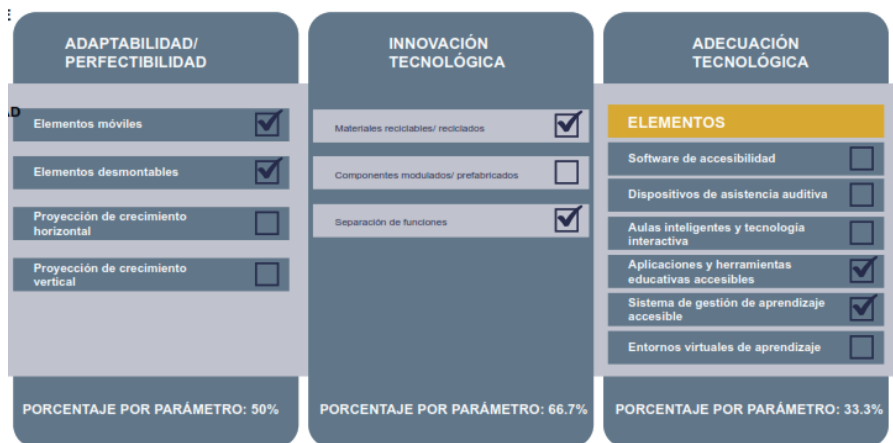 ADAPTABILIDAD/
PERFECTIBILIDAD
AD
Elementos móviles
Elementos desmontables
Proyección de crecimiento
horizontal
Proyección de crecimiento
vertical
PORCENTAJE POR PARÁMETRO: 50%
INNOVACIÓN
TECNOLÓGICA
Materiales reciclables/ reciclados
Componentes modulados/ prefabricados
Separación de funciones
PORCENTAJE POR PARÁMETRO: 66.7%
ADECUACIÓN
TECNOLÓGICA
ELEMENTOS
Software de accesibilidad
Dispositivos de asistencia auditiva
Aulas inteligentes y tecnología
interactiva
Aplicaciones y herramientas
educativas accesibles
Sistema de gestión de aprendizaje
accesible
Entornos virtuales de aprendizaje
PORCENTAJE POR PARÁMETRO: 33.3%